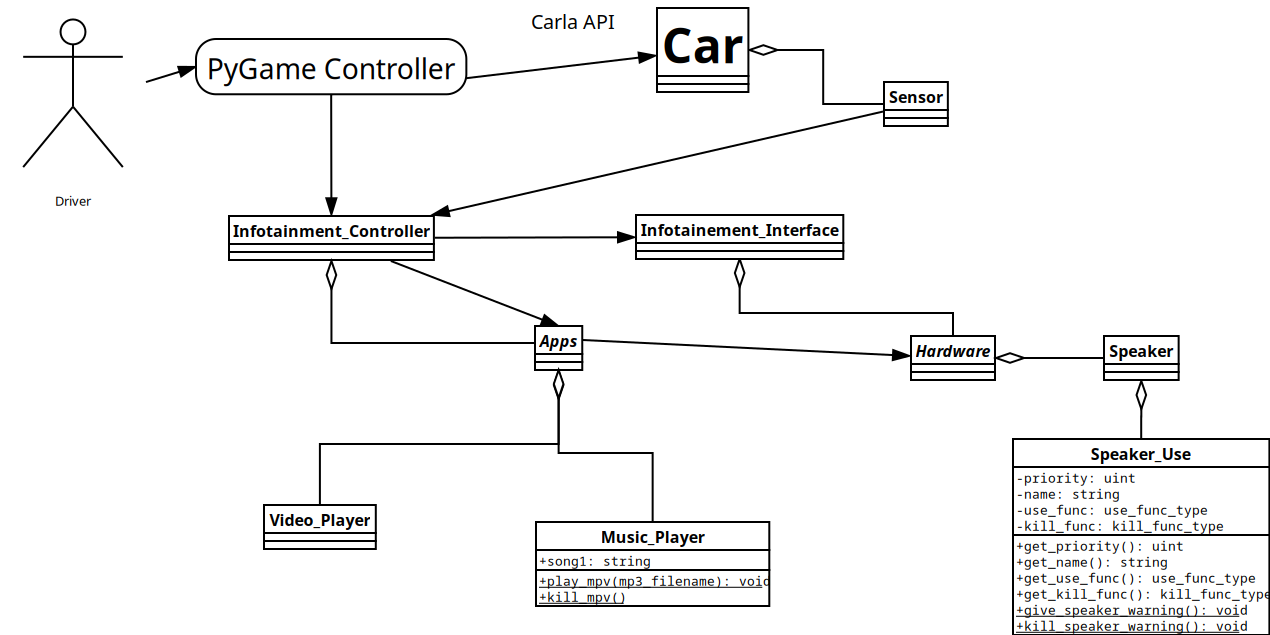 Carla API
Car
PyGame Controller
Sensor
Driver
Infotainment_Controller
Infotainement_Interface
Apps
Hardware
Speaker
Speaker_Use
-priority: uint
-name: string
-use_func: use_func_type
-kill_func: kill_func_type
+get_priority(): uint
+get_name(): string
+get_use_func(): use_func_type
+get_kill_func(): kill_func_type
+give_speaker_warning(): void
+kill_speaker_warning(): void
Video_Player
Music_Player
+song1: string
+play_mpv(mp3_filename): void
+kill_mpv()